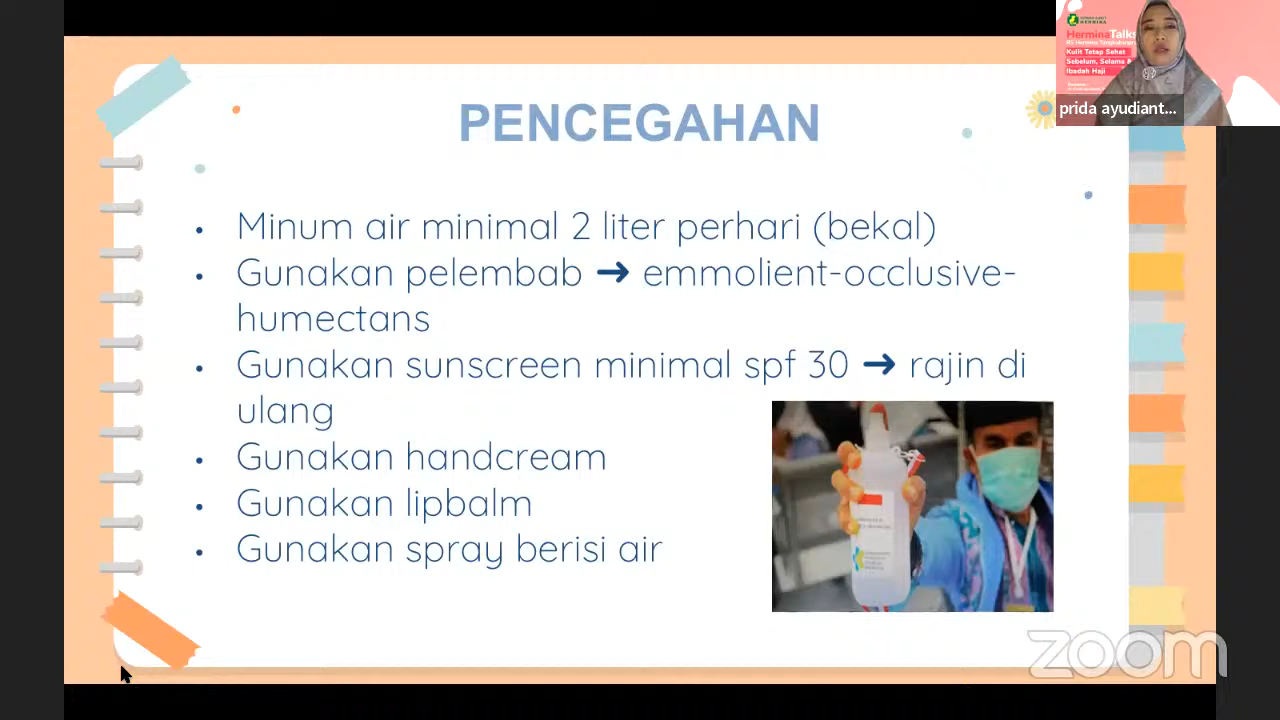 PENCEGAHAN
• Minum air minimal 2 liter perhari (bekal)
• Gunakan pelembab ➜ emmolient-occlusive-
humectans
• Gunakan sunscreen minimal spf 30 ➜ rajin di
ulang
• Gunakan handcream
• Gunakan lipbalm
• Gunakan spray berisi air
HERMINA
HerminaTalks
Kulit Tetap Sehat
Sebelum, Selama &
Ibadah Haji
prida ayudiant...
zoom